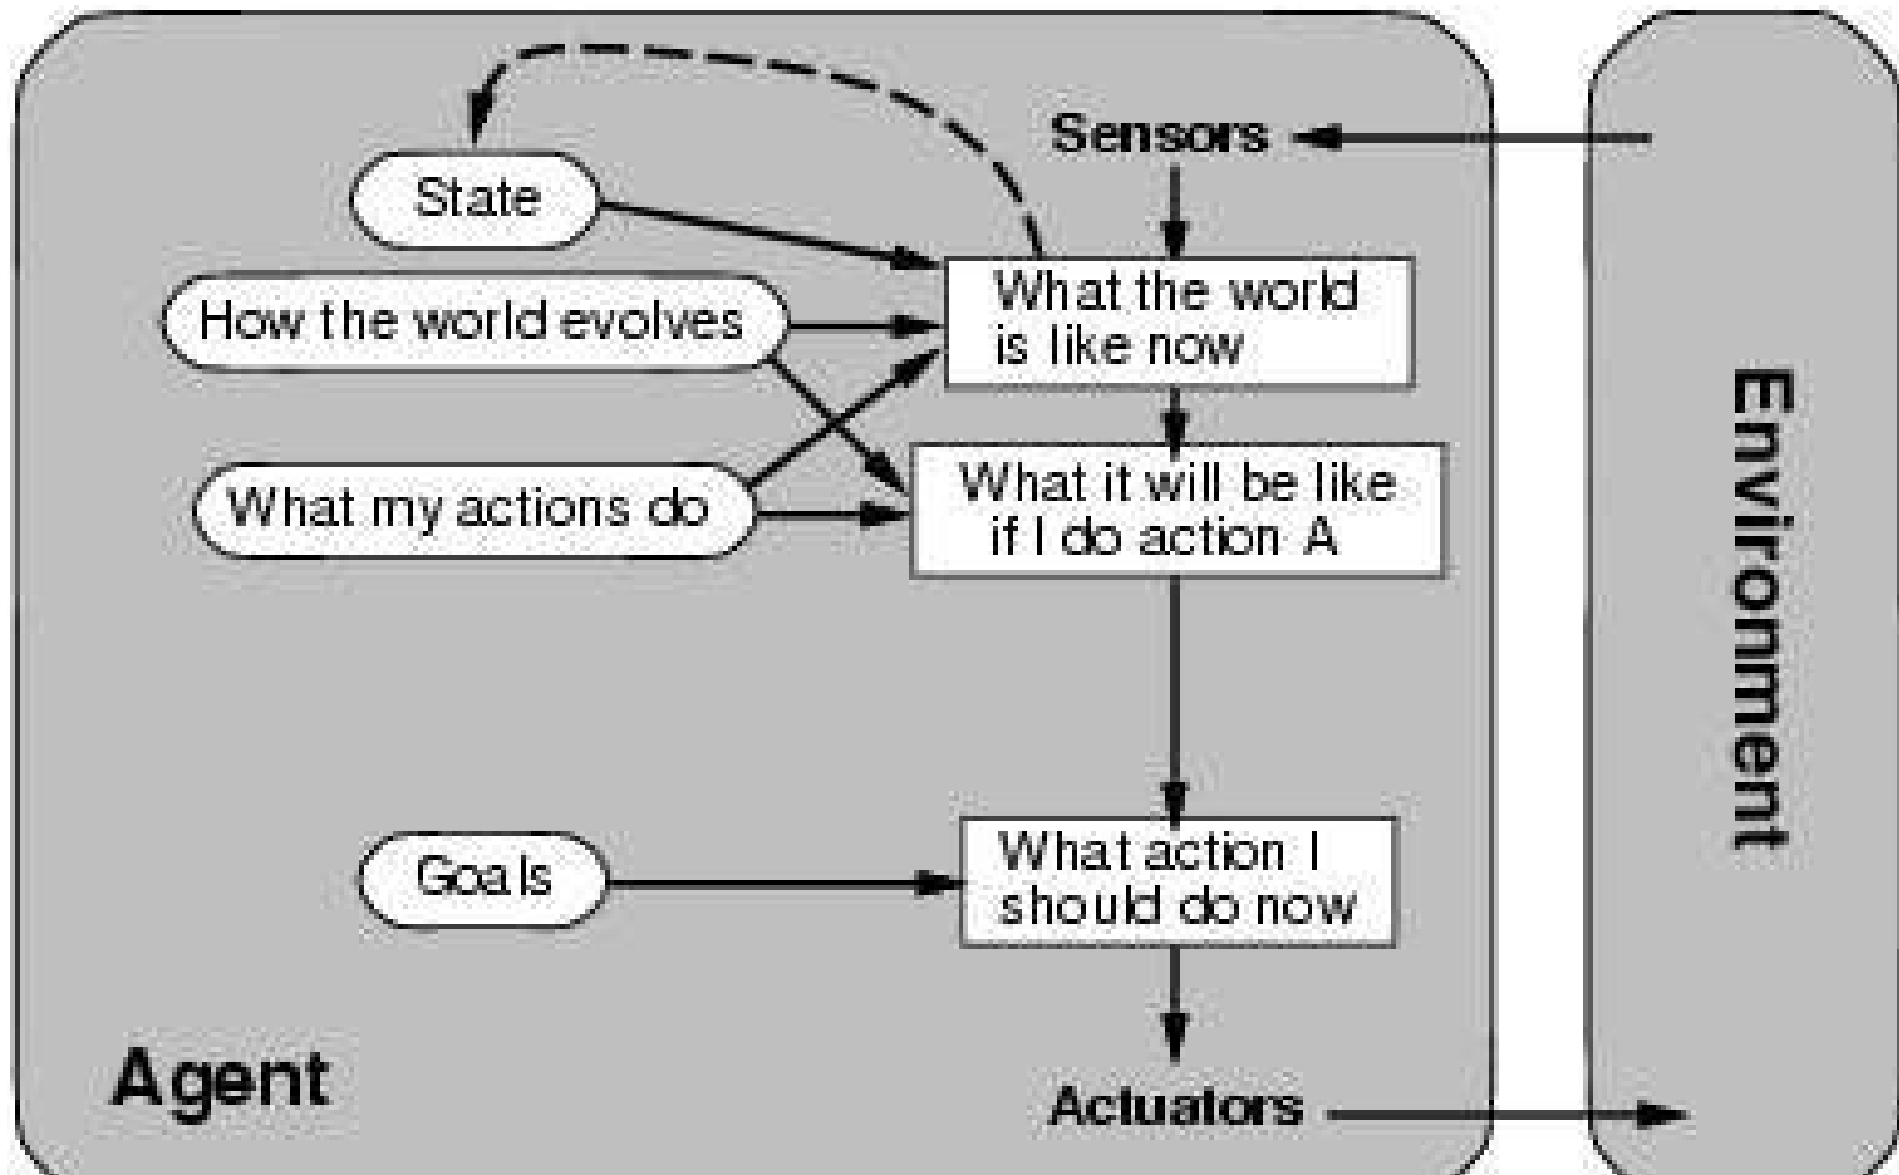 Sensors
State
What the world
is like now
How the world evolves
What it will be like
if I do action A
What my actions do
Environment
What action I
should do now
Goals
Agent
Actuators